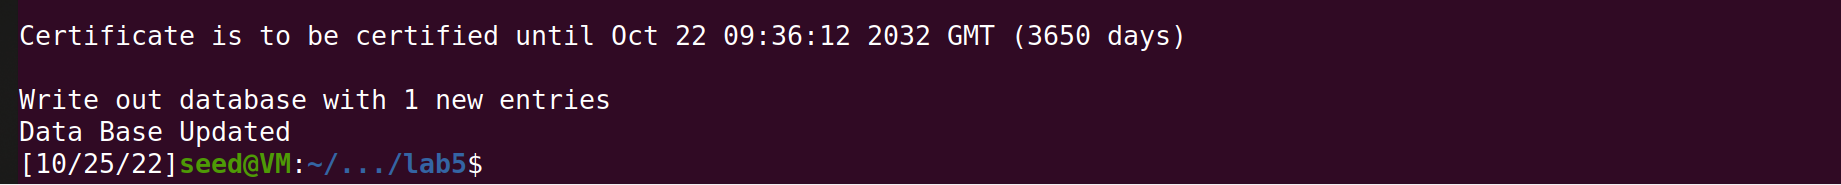 Certificate is to be certified until Oct 22 09:36:12 2032 GMT (3650 days)
Write out database with 1 new entries
Data Base Updated
[10/25/22]seed@VM:~/.../lab5$